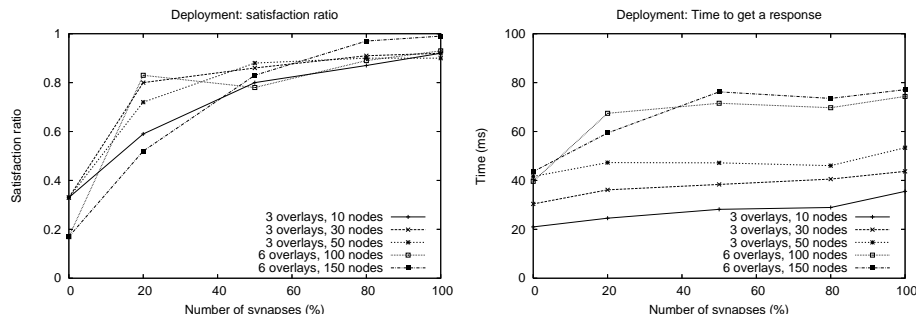 Deployment: satisfaction ratio
1
0.8
0.6
0.4
0.2
0
Satisfaction ratio
3 overlays, 10 nodes
3 overlays, 30 nodes
3 overlays, 50 nodes
6 overlays, 100 nodes
6 overlays, 150 nodes
0 20 40 60 80 100
Number of synapses (%)
Deployment: Time to get a response
100
80
60
40
20
0
Time (ms)
3 overlays, 10 nodes
3 overlays, 30 nodes
3 overlays, 50 nodes
6 overlays, 100 nodes
6 overlays, 150 nodes
0 20 40 60 80 100
Number of synapses (%)